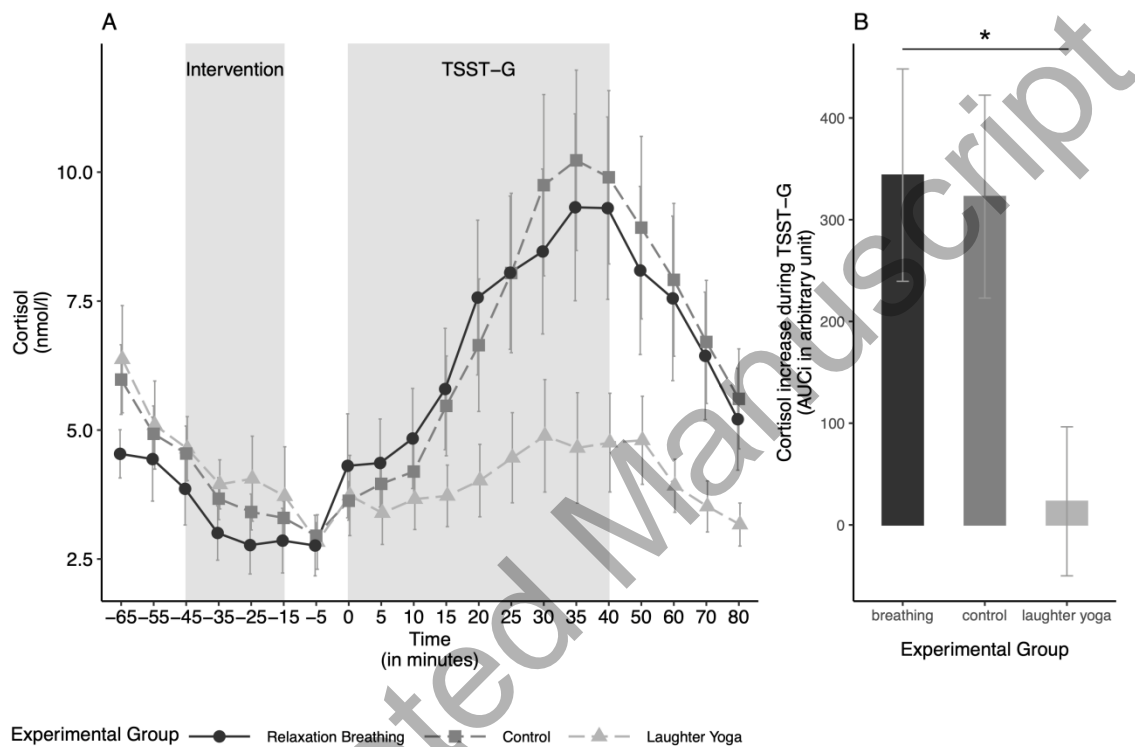 A
B
Intervention
TSST−G
*
Cortisol
(nmol/l)
10.0
7.5
5.0
2.5
−65 −55 −45 −35 −25 −15 −5 0 5 10 15 20 25 30 35 40 50 60 70 80
Time
(in minutes)
Cortisol increase during TSST−G
(AUCi in arbitrary unit)
400
300
200
100
0
breathing control laughter yoga
Experimental Group
Experimental Group Relaxation Breathing Control Laughter Yoga
ted Manuscript